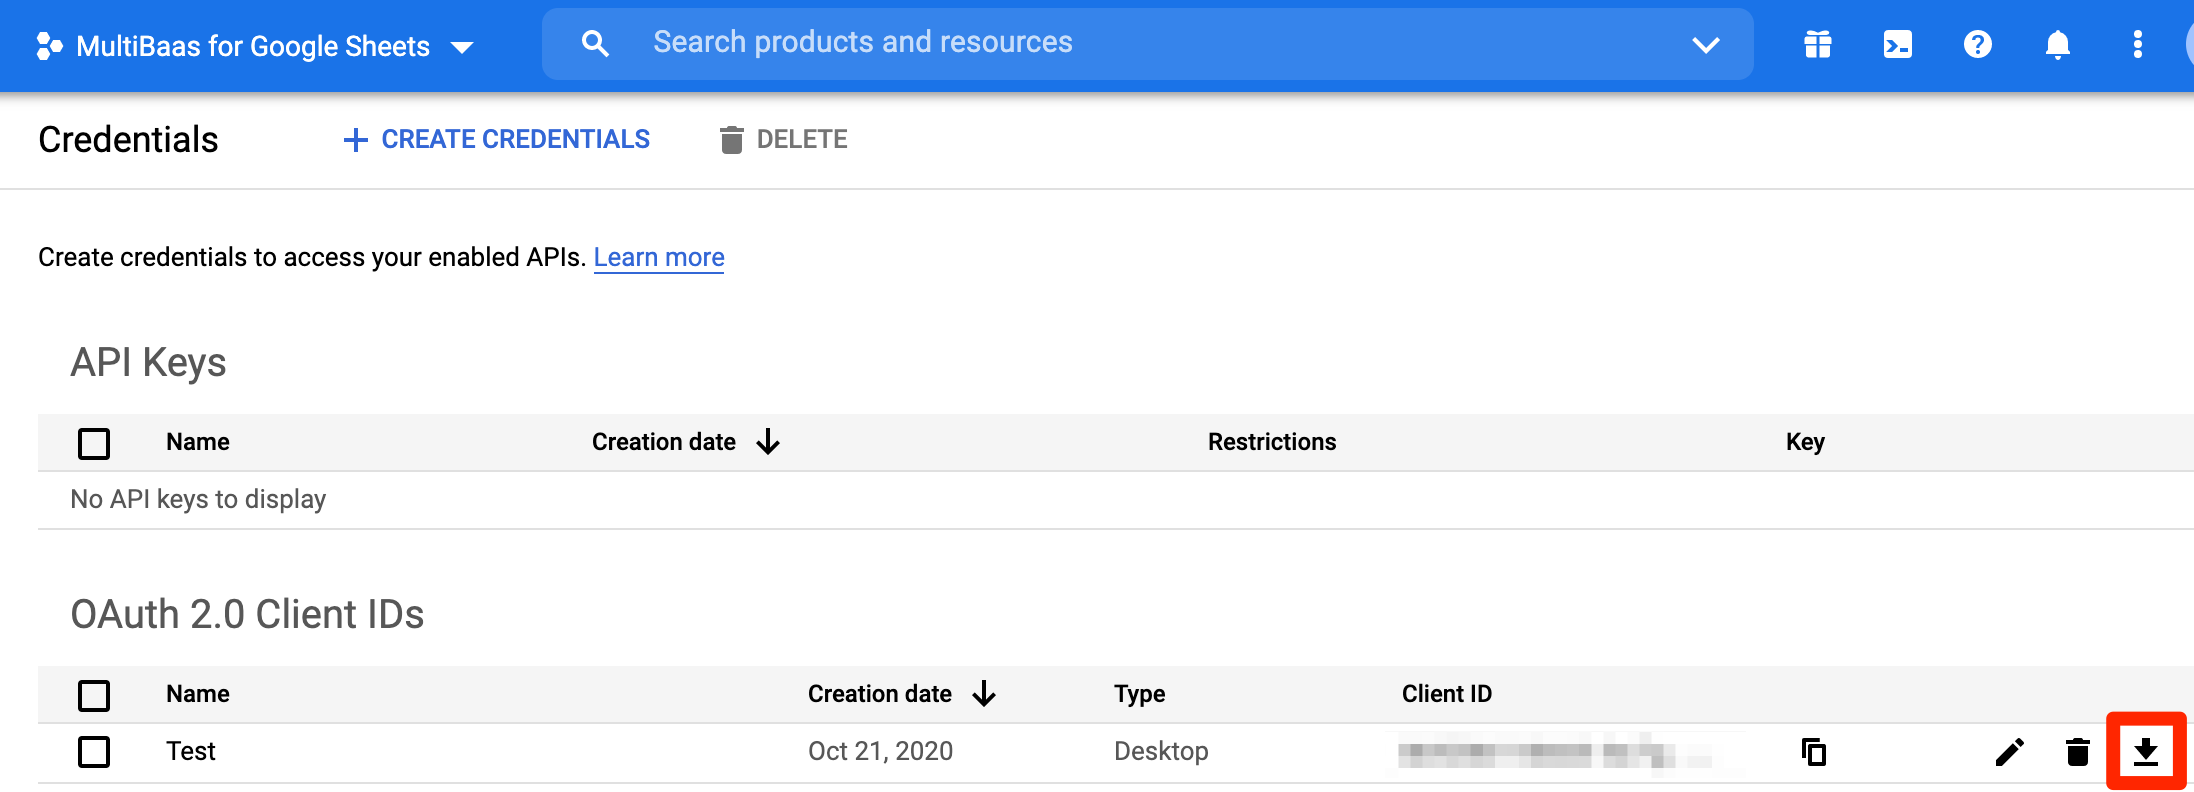 MultiBaas for Google Sheets
Search products and resources
Credentials
CREATE CREDENTIALS
DELETE
Create credentials to access your enabled APIs. Learn more
API Keys
Name Creation date Restrictions Key
No API keys to display
OAuth 2.0 Client IDs
Name Creation date Type Client ID
Test Oct 21, 2020 Desktop